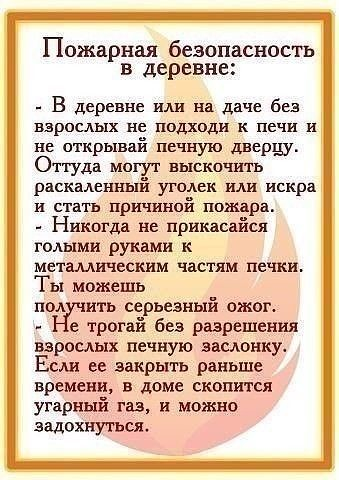 Пожарная безопасность
в деревне:
- В деревне или на даче без
взрослых не подходи к печи и
не открывай печную дверцу.
Оттуда могут выскочить
раскаленный уголек или искра
и стать причиной пожара.
- Никогда не прикасайся
голыми руками к
металлическим частям печки.
Ты можешь
получить серьезный ожог.
- Не трогай без разрешения
взрослых печную заслонку.
Если ее закрыть раньше
времени, в доме скопится
угарный газ, и можно
задохнуться.